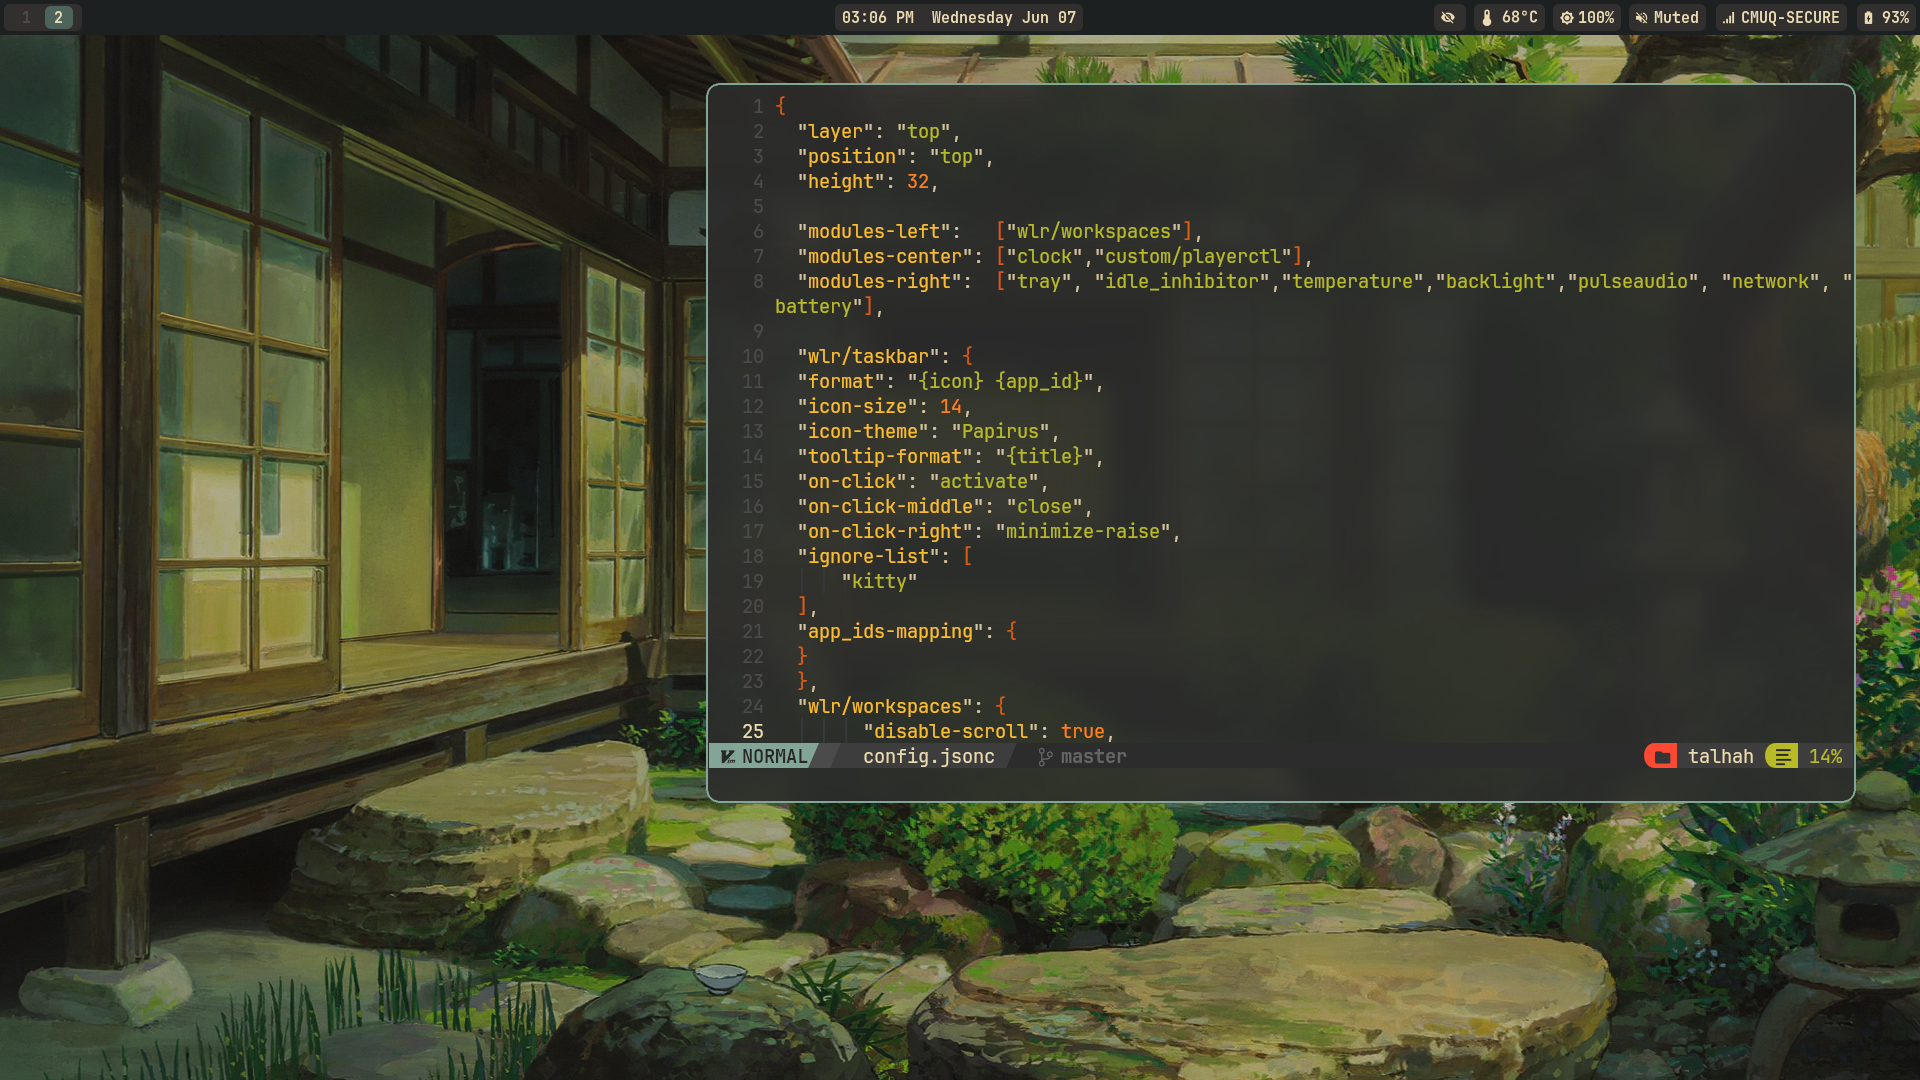 1 2 03:06 PM Wednesday Jun 07 68°C 100% Muted CMUQ-SECURE 93%
1 {
2 "layer": "top",
3 "position": "top",
4 "height": 32,
5
6 "modules-left": ["wlr/workspaces"],
7 "modules-center": ["clock","custom/playerctl"],
8 "modules-right": ["tray", "idle_inhibitor","temperature","backlight","pulseaudio", "network", "
battery"],
9
10 "wlr/taskbar": {
11 "format": "{icon} {app_id}",
12 "icon-size": 14,
13 "icon-theme": "Papirus",
14 "tooltip-format": "{title}",
15 "on-click": "activate",
16 "on-click-middle": "close",
17 "on-click-right": "minimize-raise",
18 "ignore-list": [
19 "kitty"
20 ],
21 "app_ids-mapping": {
22 }
23 },
24 "wlr/workspaces": {
25 "disable-scroll": true,
NORMAL config.jsonc master talhah 14%